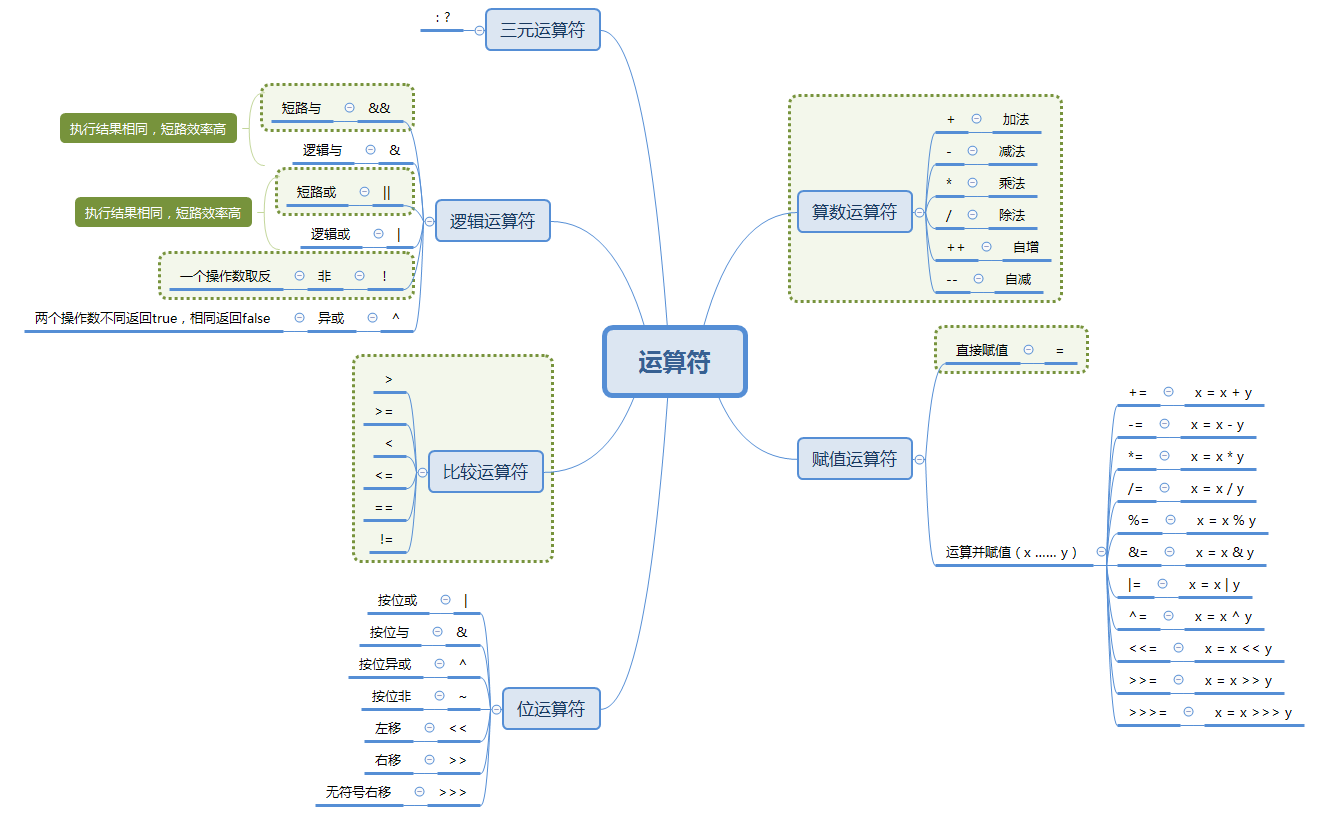 运算符
三元运算符
: ?
逻辑运算符
短路与 &&
逻辑与 &
执行结果相同，短路效率高
短路或 ||
逻辑或 |
执行结果相同，短路效率高
一个操作数取反 非 !
两个操作数不同返回true，相同返回false 异或 ^
比较运算符
>
>=
<
<=
==
!=
位运算符
按位或 |
按位与 &
按位异或 ^
按位非 ~
左移 <<
右移 >>
无符号右移 >>>
算数运算符
+ 加法
- 减法
* 乘法
/ 除法
++ 自增
-- 自减
赋值运算符
直接赋值 =
运算并赋值（x ...... y）
+= x = x + y
-= x = x - y
*= x = x * y
/= x = x / y
%= x = x % y
&= x = x & y
|= x = x | y
^= x = x ^ y
<<= x = x << y
>>= x = x >> y
>>>= x = x >>> y